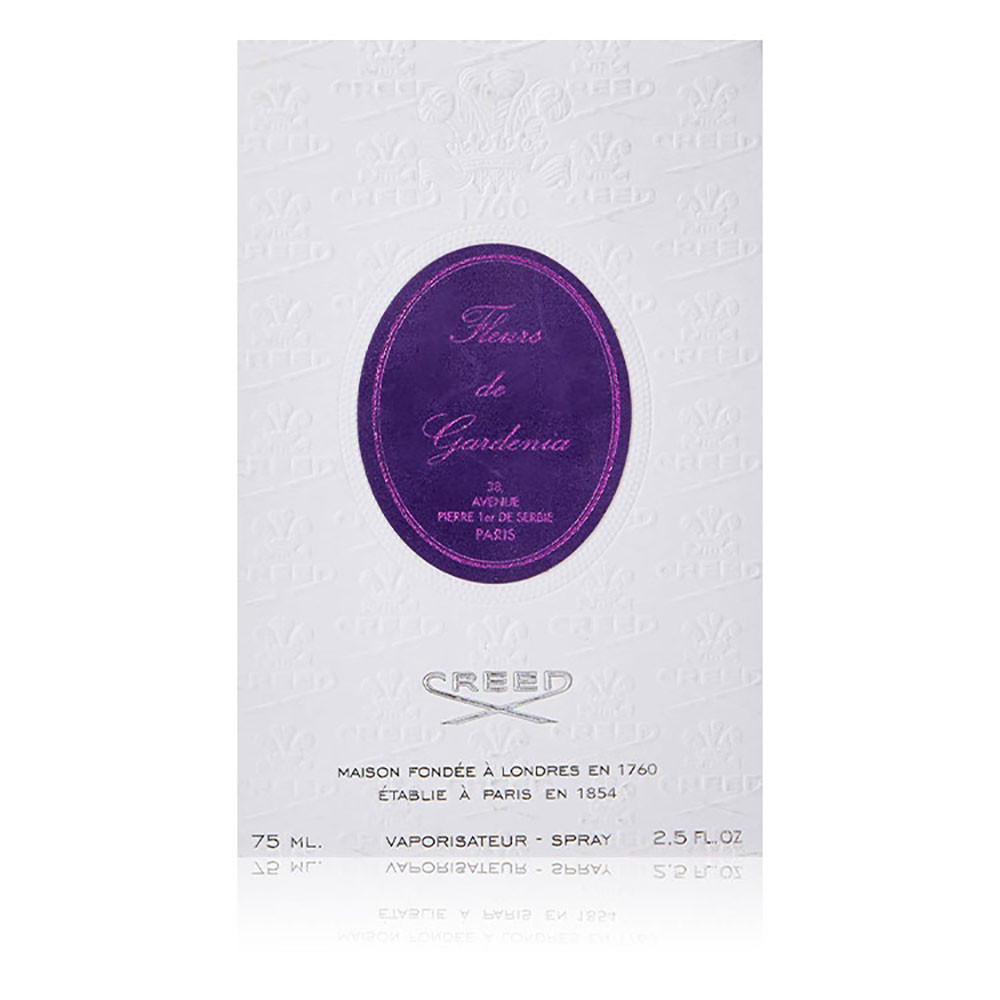 1760
Fleurs
de
Gardenia
38,
AVENUE
PIERRE 1er DE SERBIE
PARIS
CREED
MAISON FONDÉE À LONDRES EN 1760
ÉTABLIE À PARIS EN 1854
75 ML. VAPORISATEUR - SPRAY 2.5 FL.OZ